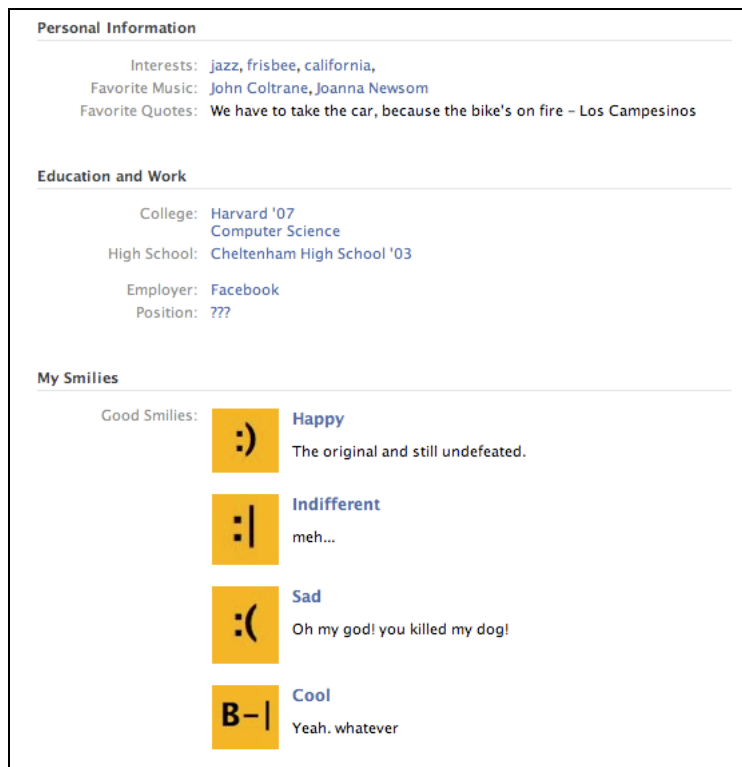 Personal Information
Interests: jazz, frisbee, california,
Favorite Music: John Coltrane, Joanna Newsom
Favorite Quotes: We have to take the car, because the bike's on fire – Los Campesinos
Education and Work
College: Harvard '07
Computer Science
High School: Cheltenham High School '03
Employer: Facebook
Position: ???
My Smilies
Good Smilies:
:)
Happy
The original and still undefeated.
:|
Indifferent
meh...
:(
Sad
Oh my god! you killed my dog!
B-|
Cool
Yeah. whatever